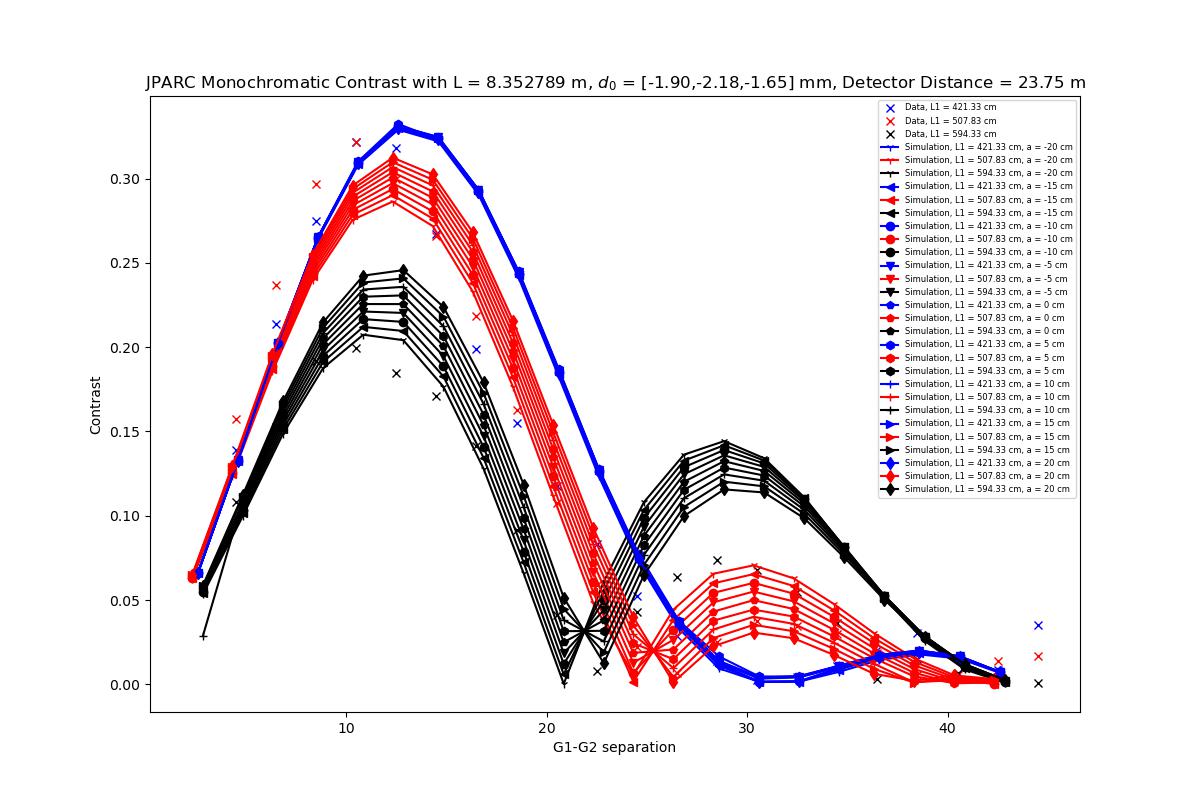 JPARC Monochromatic Contrast with L = 8.352789 m, d0 = [-1.90,-2.18,-1.65] mm, Detector Distance = 23.75 m
Data, L1 = 421.33 cm
Data, L1 = 507.83 cm
Data, L1 = 594.33 cm
Simulation, L1 = 421.33 cm, a = -20 cm
Simulation, L1 = 507.83 cm, a = -20 cm
Simulation, L1 = 594.33 cm, a = -20 cm
Simulation, L1 = 421.33 cm, a = -15 cm
Simulation, L1 = 507.83 cm, a = -15 cm
Simulation, L1 = 594.33 cm, a = -15 cm
Simulation, L1 = 421.33 cm, a = -10 cm
Simulation, L1 = 507.83 cm, a = -10 cm
Simulation, L1 = 594.33 cm, a = -10 cm
Simulation, L1 = 421.33 cm, a = -5 cm
Simulation, L1 = 507.83 cm, a = -5 cm
Simulation, L1 = 594.33 cm, a = -5 cm
Simulation, L1 = 421.33 cm, a = 0 cm
Simulation, L1 = 507.83 cm, a = 0 cm
Simulation, L1 = 594.33 cm, a = 0 cm
Simulation, L1 = 421.33 cm, a = 5 cm
Simulation, L1 = 507.83 cm, a = 5 cm
Simulation, L1 = 594.33 cm, a = 5 cm
Simulation, L1 = 421.33 cm, a = 10 cm
Simulation, L1 = 507.83 cm, a = 10 cm
Simulation, L1 = 594.33 cm, a = 10 cm
Simulation, L1 = 421.33 cm, a = 15 cm
Simulation, L1 = 507.83 cm, a = 15 cm
Simulation, L1 = 594.33 cm, a = 15 cm
Simulation, L1 = 421.33 cm, a = 20 cm
Simulation, L1 = 507.83 cm, a = 20 cm
Simulation, L1 = 594.33 cm, a = 20 cm
Contrast
0.30
0.25
0.20
0.15
0.10
0.05
0.00
10 20 30 40
G1-G2 separation